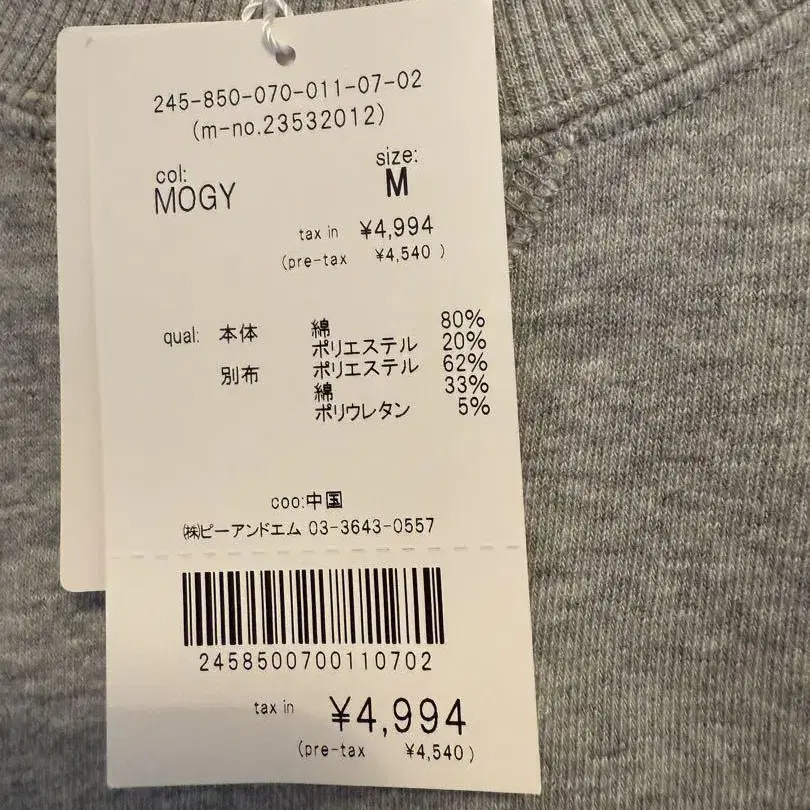 245-850-070-011-07-02
(m-no.23532012)
col: size:
MOGY M
tax in ¥4,994
(pre-tax ¥4,540 )
qual: 本体 綿 80%
ポリエステル 20%
別布 ポリエステル 62%
綿 33%
ポリウレタン 5%
coo:中国
㈱ピーアンドエム 03-3643-0557
2458500700110702
tax in ¥4,994
(pre-tax ¥4,540 )